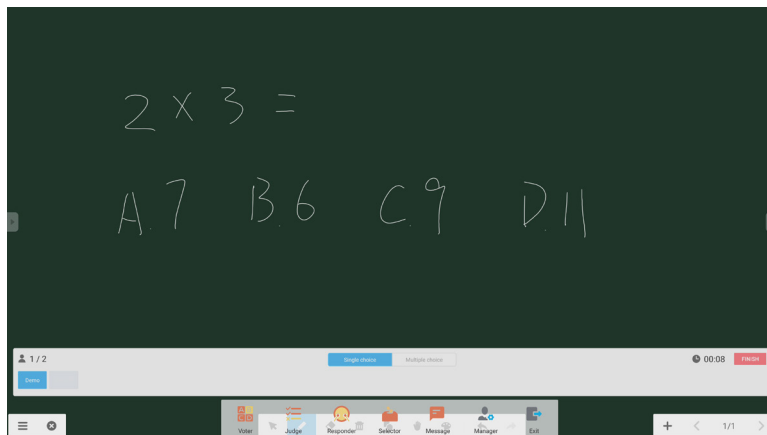 2 × 3 =
A.7 B.6 C.9 D.11
1 / 2
Single choice Multiple choice
00:08 FINISH
Demo
Voter Judge Responder Selector Message Manager Exit
1/1